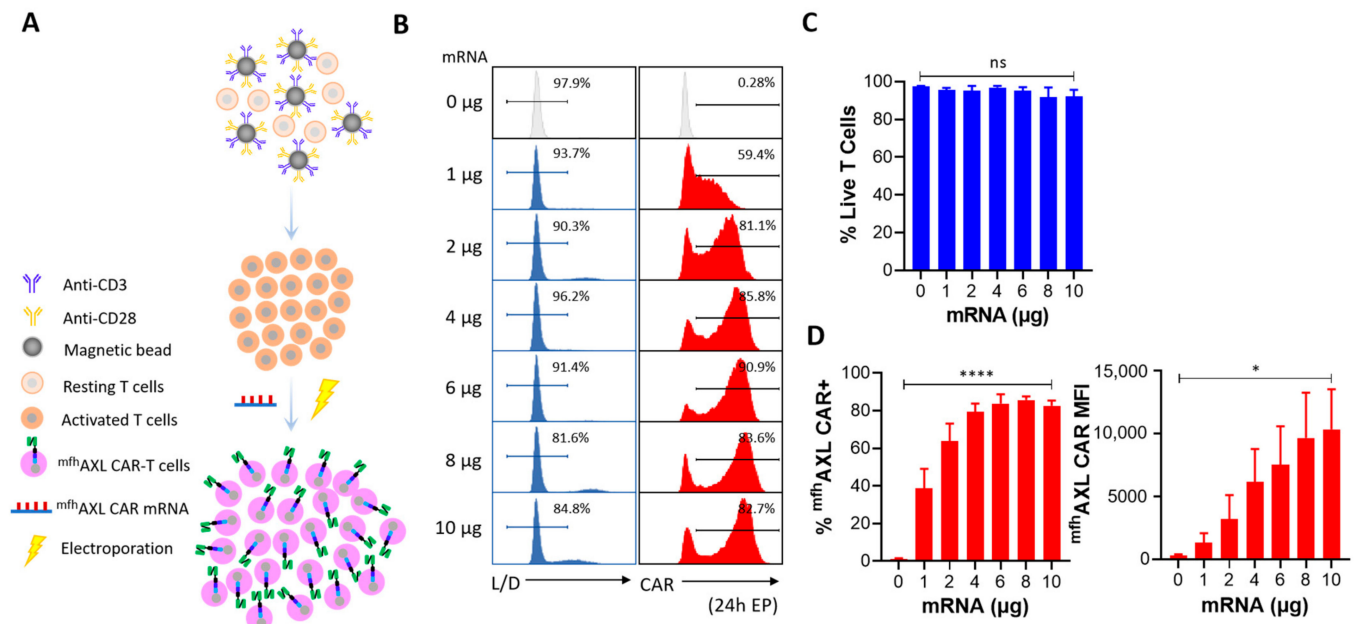 A
Anti-CD3
Anti-CD28
Magnetic bead
Resting T cells
Activated T cells
mfhAXL CAR-T cells
mfhAXL CAR mRNA
Electroporation
B
mRNA
0 µg
97.9%
0.28%
1 µg
93.7%
59.4%
2 µg
90.3%
81.1%
4 µg
96.2%
85.8%
6 µg
91.4%
90.9%
8 µg
81.6%
83.6%
10 µg
84.8%
82.7%
L/D
CAR
(24h EP)
C
ns
% Live T Cells
100
80
60
40
20
0
0 1 2 4 6 8 10
mRNA (µg)
D
****
% mfhAXL CAR+
100
80
60
40
20
0
0 1 2 4 6 8 10
mRNA (µg)
*
mfhAXL CAR MFI
15,000
10,000
5000
0
0 1 2 4 6 8 10
mRNA (µg)